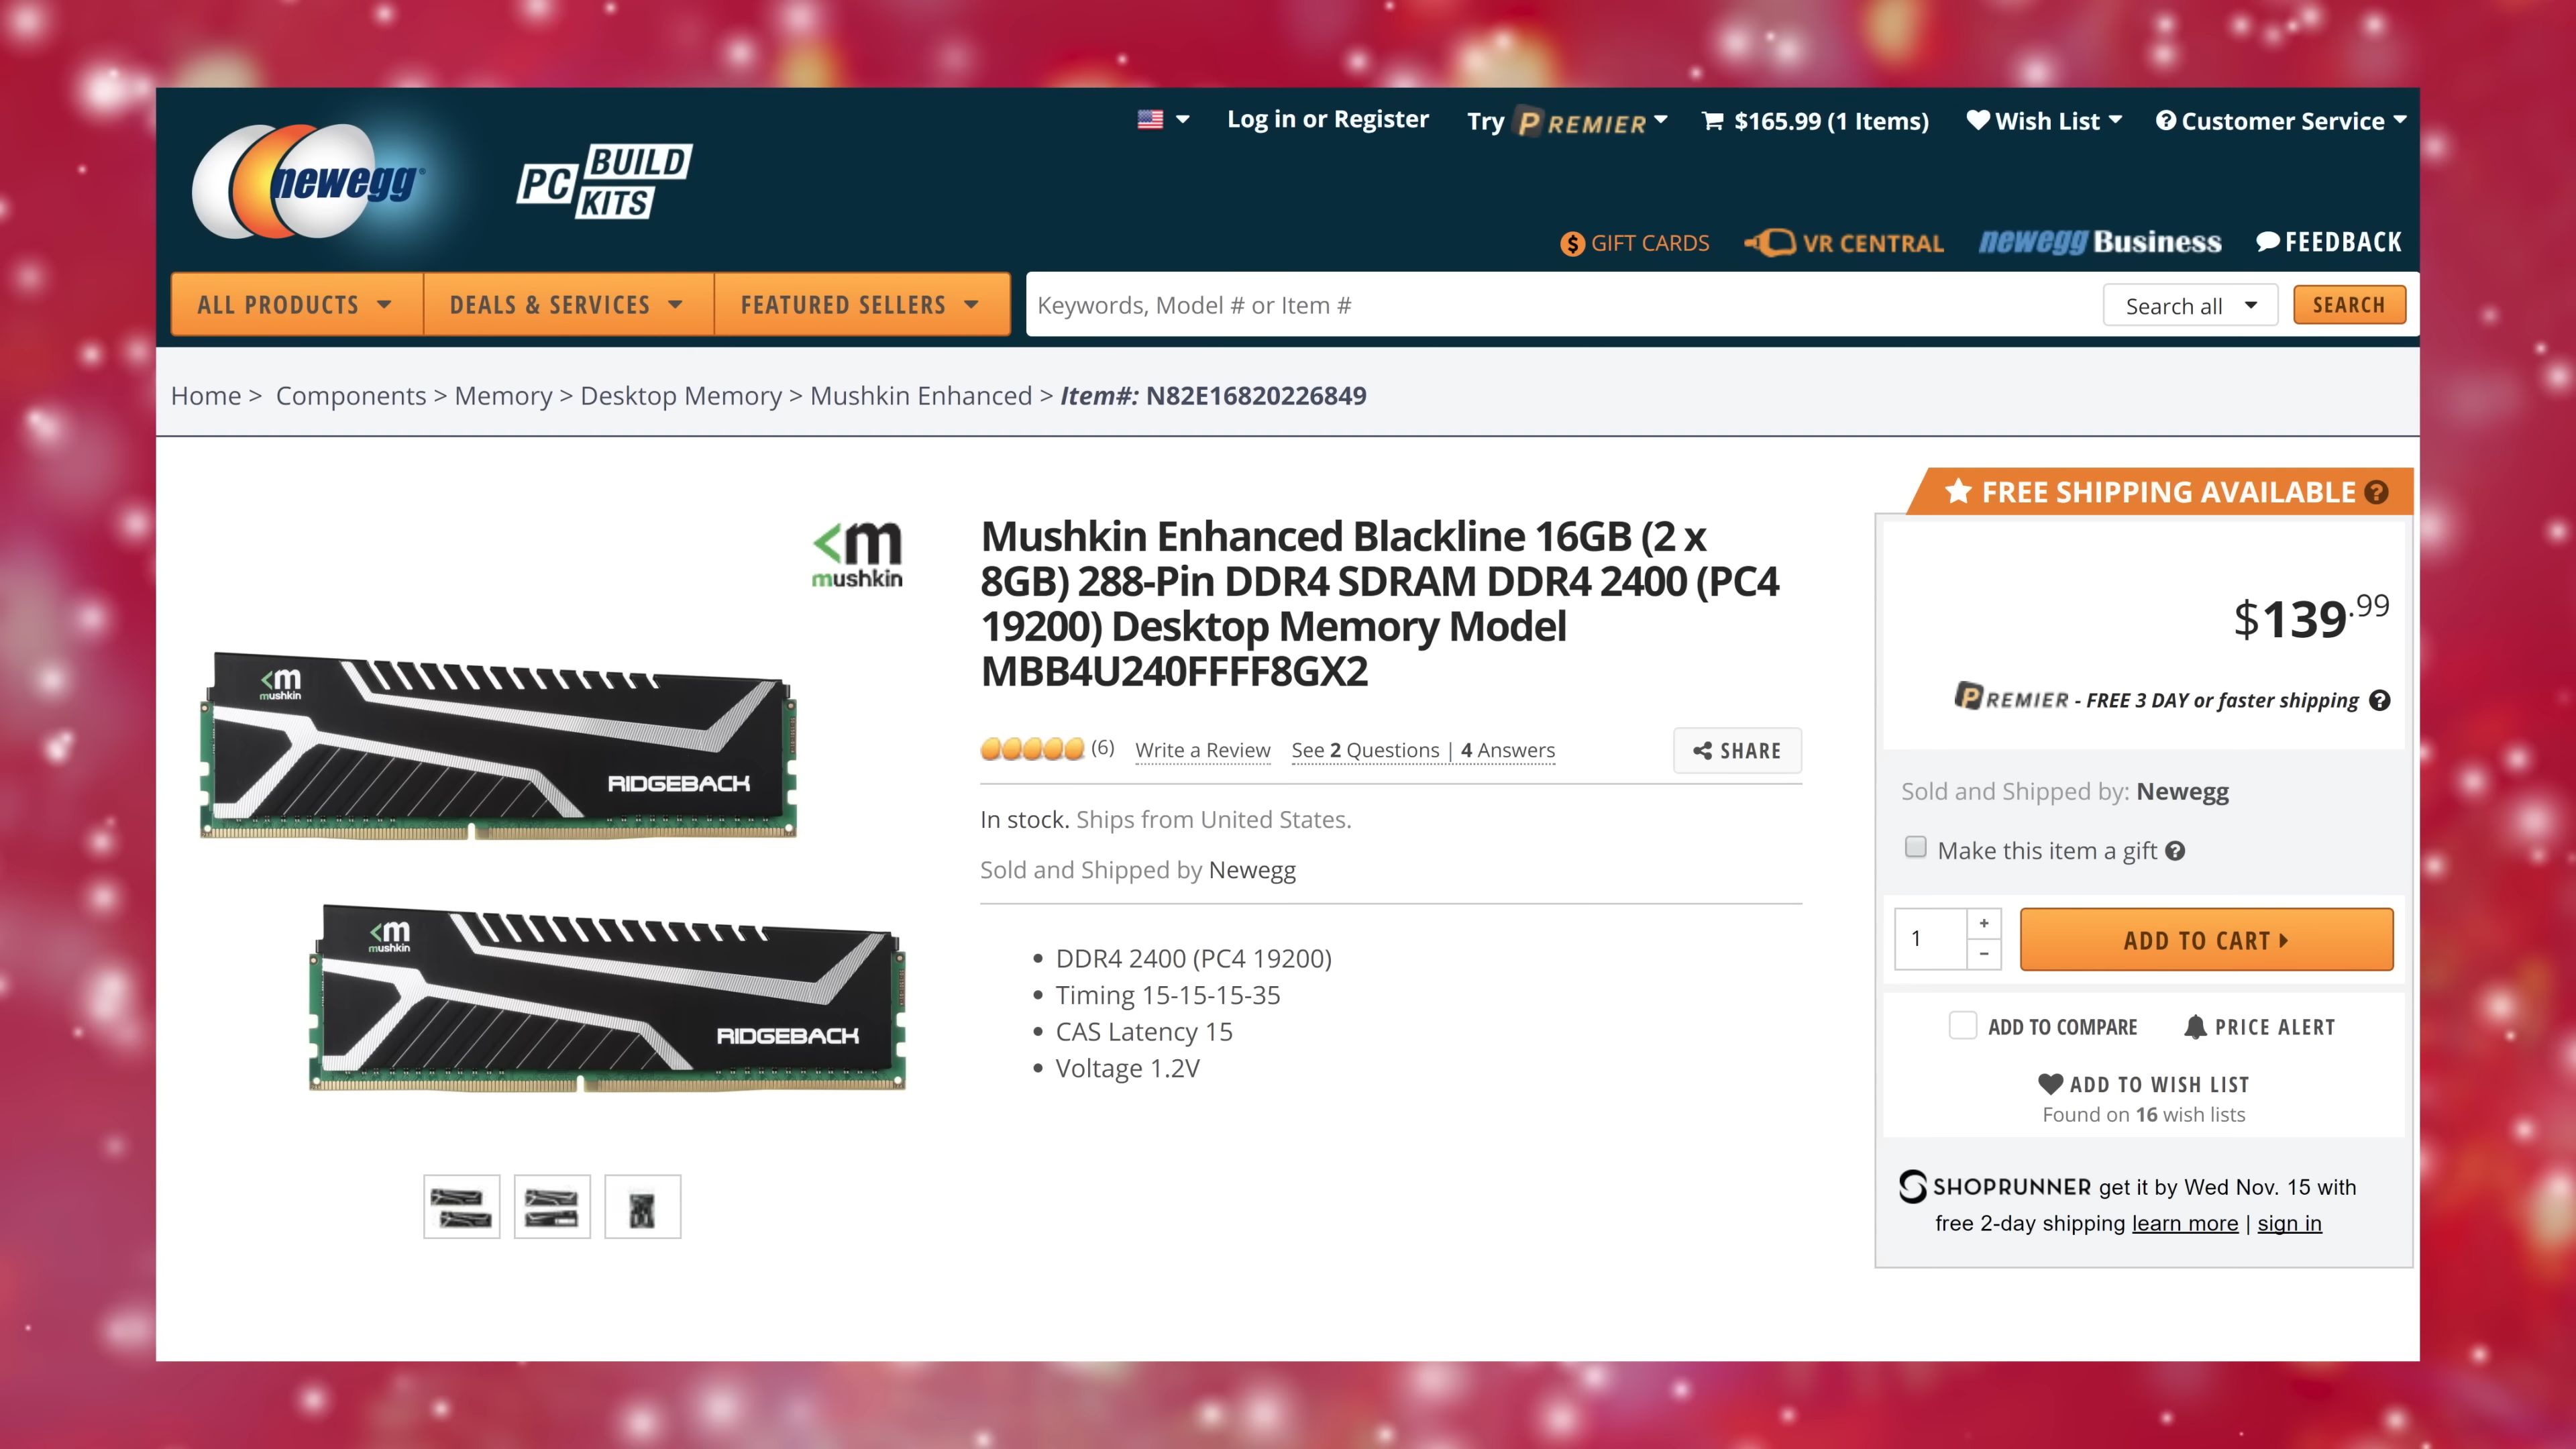 Log in or Register
Try PREMIER
$165.99 (1 Items)
Wish List
Customer Service
newegg
PC BUILD KITS
GIFT CARDS
VR CENTRAL
newegg Business
FEEDBACK
ALL PRODUCTS
DEALS & SERVICES
FEATURED SELLERS
Keywords, Model # or Item #
Search all
SEARCH
Home > Components > Memory > Desktop Memory > Mushkin Enhanced > Item#: N82E16820226849
FREE SHIPPING AVAILABLE ?
mushkin
mushkin
RIDGEBACK
mushkin
RIDGEBACK
Mushkin Enhanced Blackline 16GB (2 x
8GB) 288-Pin DDR4 SDRAM DDR4 2400 (PC4
19200) Desktop Memory Model
MBB4U240FFFF8GX2
(6)
Write a Review
See 2 Questions | 4 Answers
SHARE
In stock. Ships from United States.
Sold and Shipped by Newegg
• DDR4 2400 (PC4 19200)
• Timing 15-15-15-35
• CAS Latency 15
• Voltage 1.2V
$139.99
PREMIER - FREE 3 DAY or faster shipping ?
Sold and Shipped by: Newegg
Make this item a gift ?
1
+
−
ADD TO CART
ADD TO COMPARE
PRICE ALERT
ADD TO WISH LIST
Found on 16 wish lists
SHOPRUNNER get it by Wed Nov. 15 with
free 2-day shipping learn more | sign in